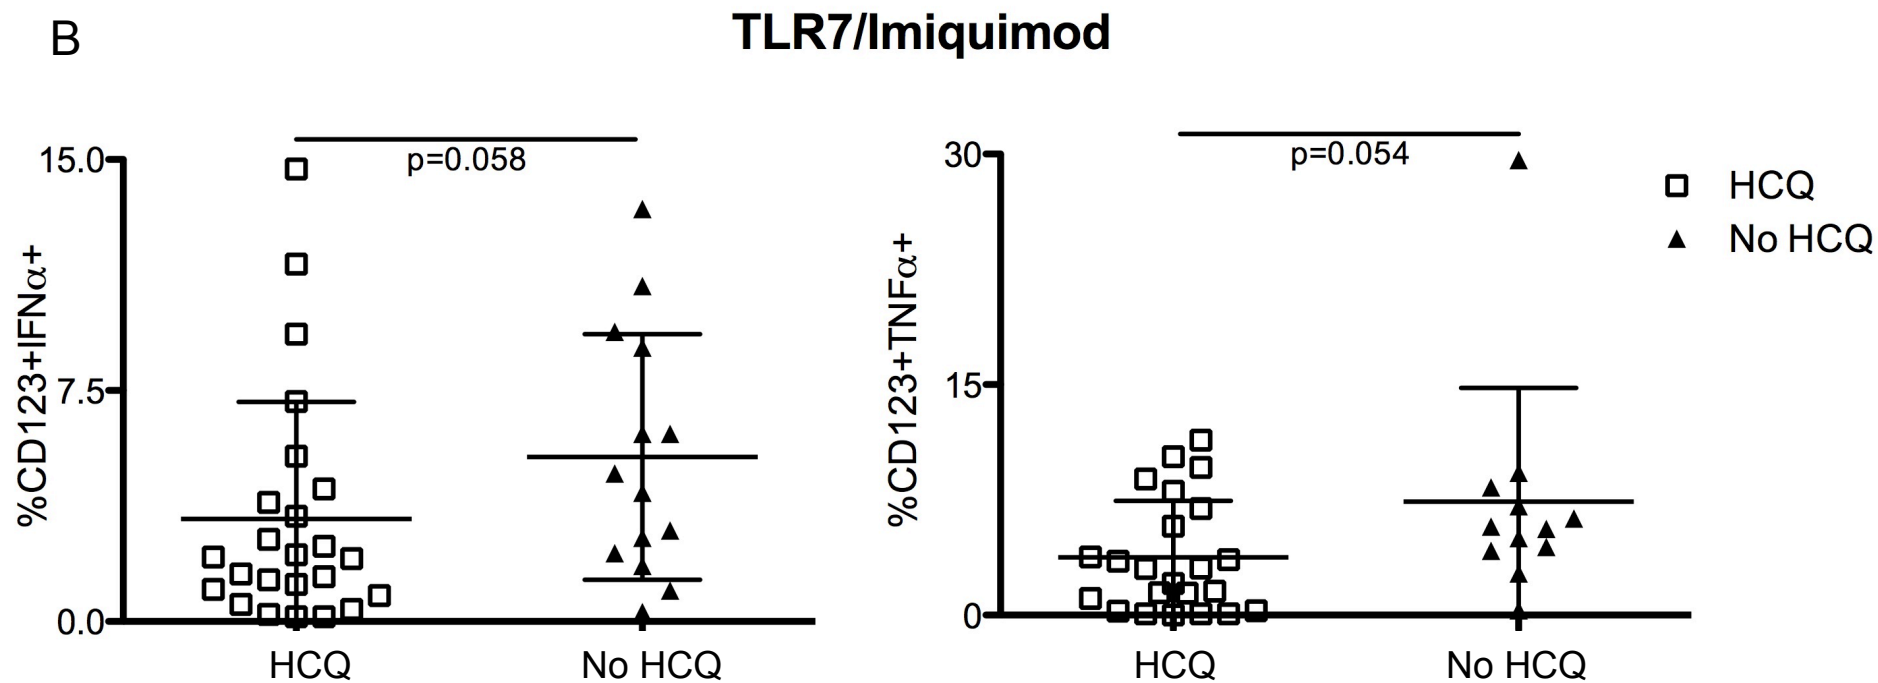 B
TLR7/Imiquimod
p=0.058
15.0
7.5
0.0
%CD123+IFNα+
HCQ
No HCQ
p=0.054
30
15
0
%CD123+TNFα+
HCQ
No HCQ
HCQ
No HCQ